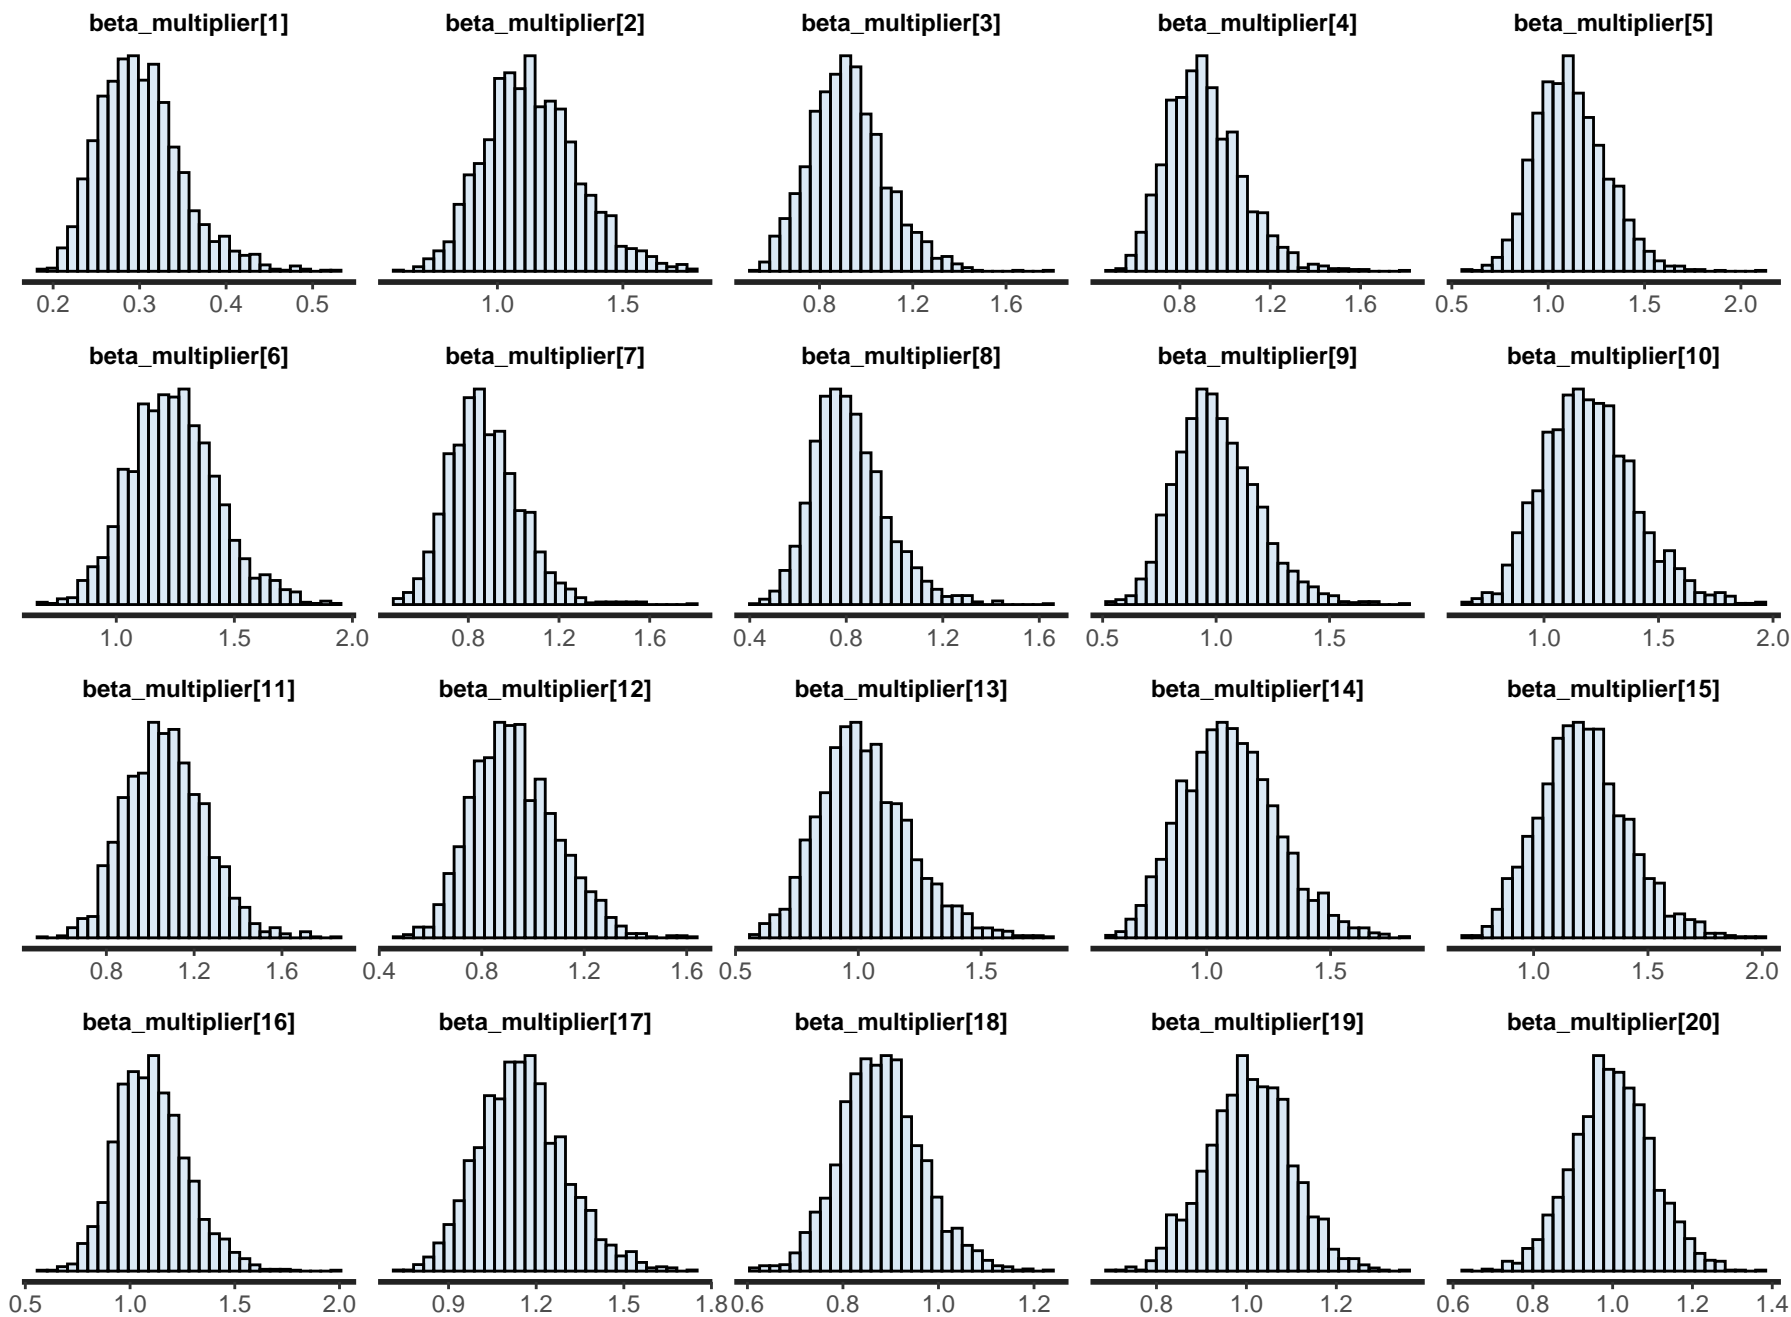 beta_multiplier[1] beta_multiplier[2] beta_multiplier[3] beta_multiplier[4] beta_multiplier[5]
0.2 0.3 0.4 0.5 1.0 1.5 0.8 1.2 1.6 0.8 1.2 1.6 0.5 1.0 1.5 2.0
beta_multiplier[6] beta_multiplier[7] beta_multiplier[8] beta_multiplier[9] beta_multiplier[10]
1.0 1.5 2.0 0.8 1.2 1.6 0.4 0.8 1.2 1.6 0.5 1.0 1.5 1.0 1.5 2.0
beta_multiplier[11] beta_multiplier[12] beta_multiplier[13] beta_multiplier[14] beta_multiplier[15]
0.8 1.2 1.6 0.4 0.8 1.2 1.6 0.5 1.0 1.5 1.0 1.5 1.0 1.5 2.0
beta_multiplier[16] beta_multiplier[17] beta_multiplier[18] beta_multiplier[19] beta_multiplier[20]
0.5 1.0 1.5 2.0 0.9 1.2 1.5 1.8 0.6 0.8 1.0 1.2 0.8 1.0 1.2 0.6 0.8 1.0 1.2 1.4